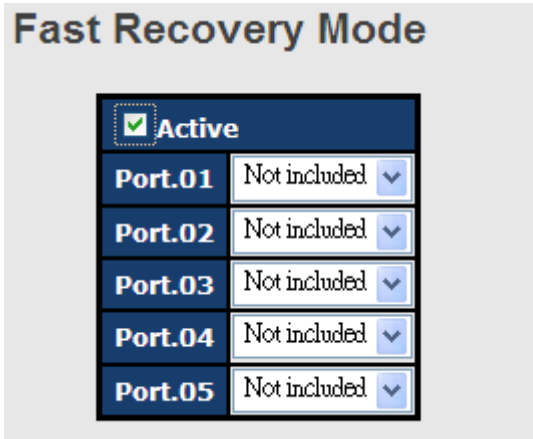 Fast Recovery Mode
Active
Port.01 Not included
Port.02 Not included
Port.03 Not included
Port.04 Not included
Port.05 Not included